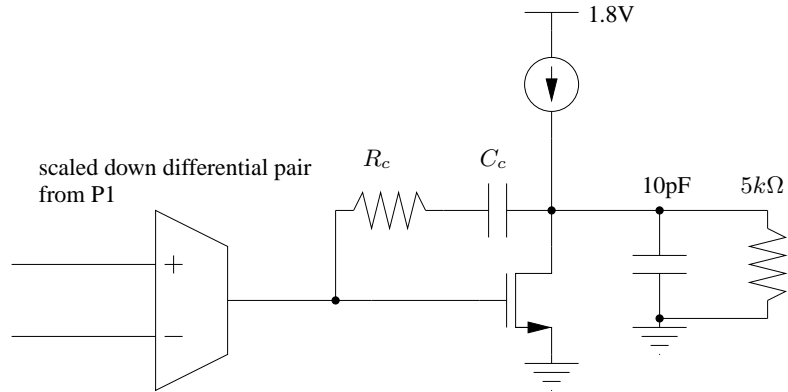 1.8V
scaled down differential pair
from P1
R_c
C_c
10pF
5kΩ
+
−